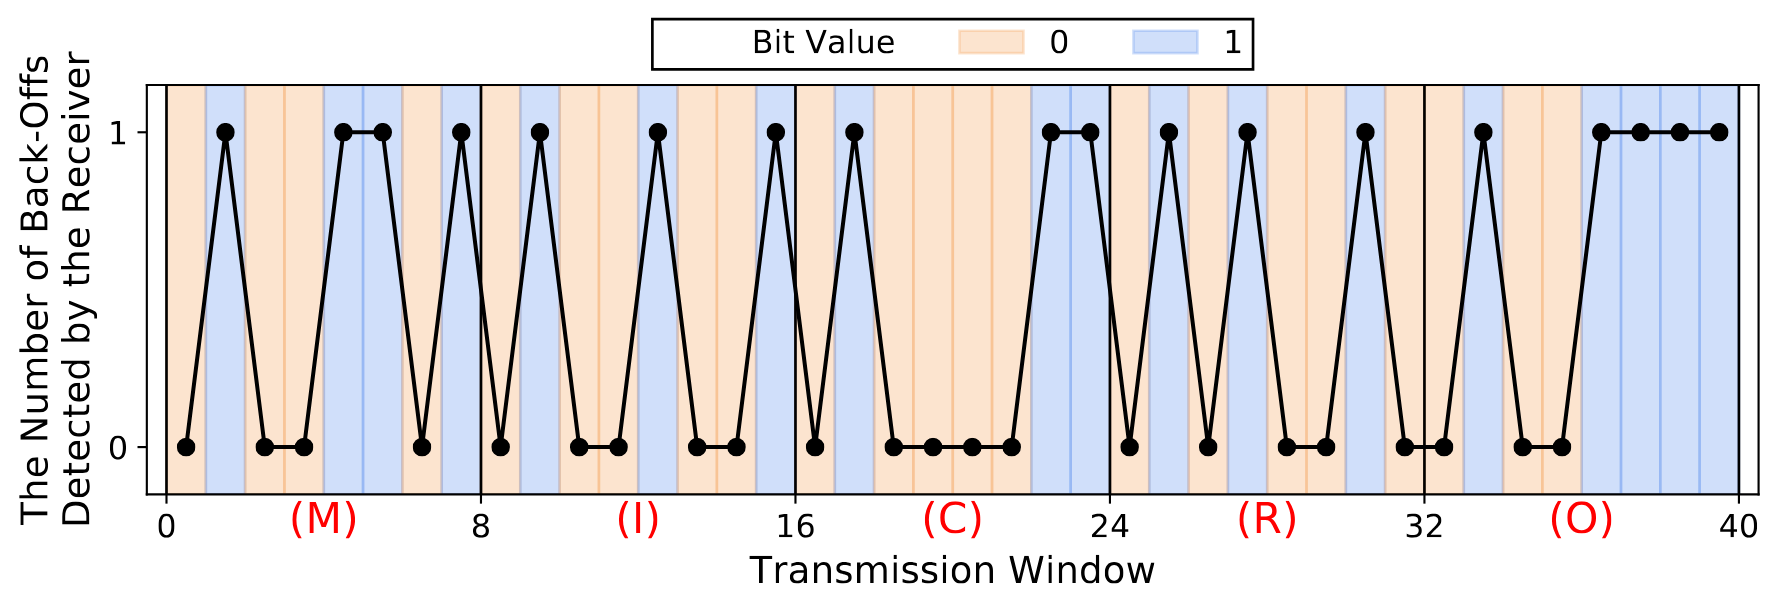 Bit Value 0 1
The Number of Back-Offs
Detected by the Receiver
1
0
0 (M) 8 (I) 16 (C) 24 (R) 32 (O) 40
Transmission Window